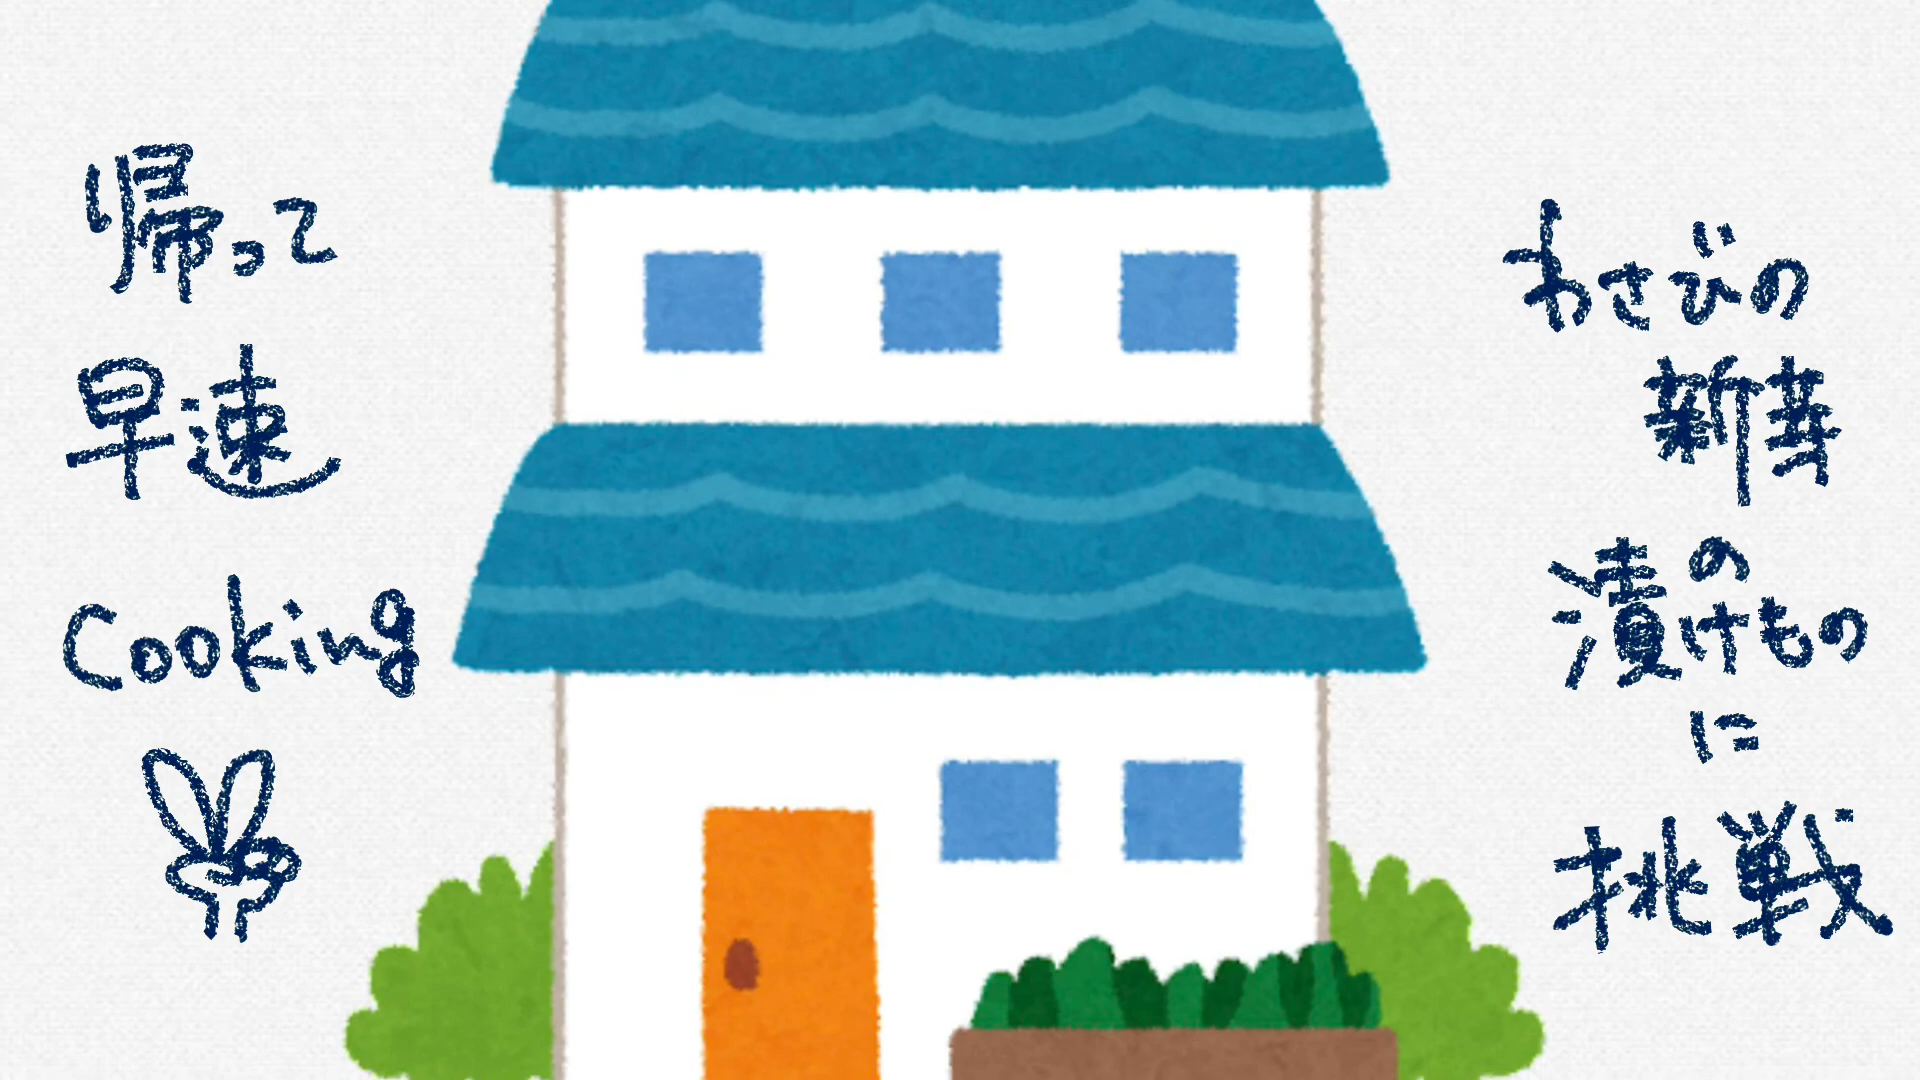 帰って
早速
Cooking
わさびの
新芽
の
漬けもの
に
挑戦